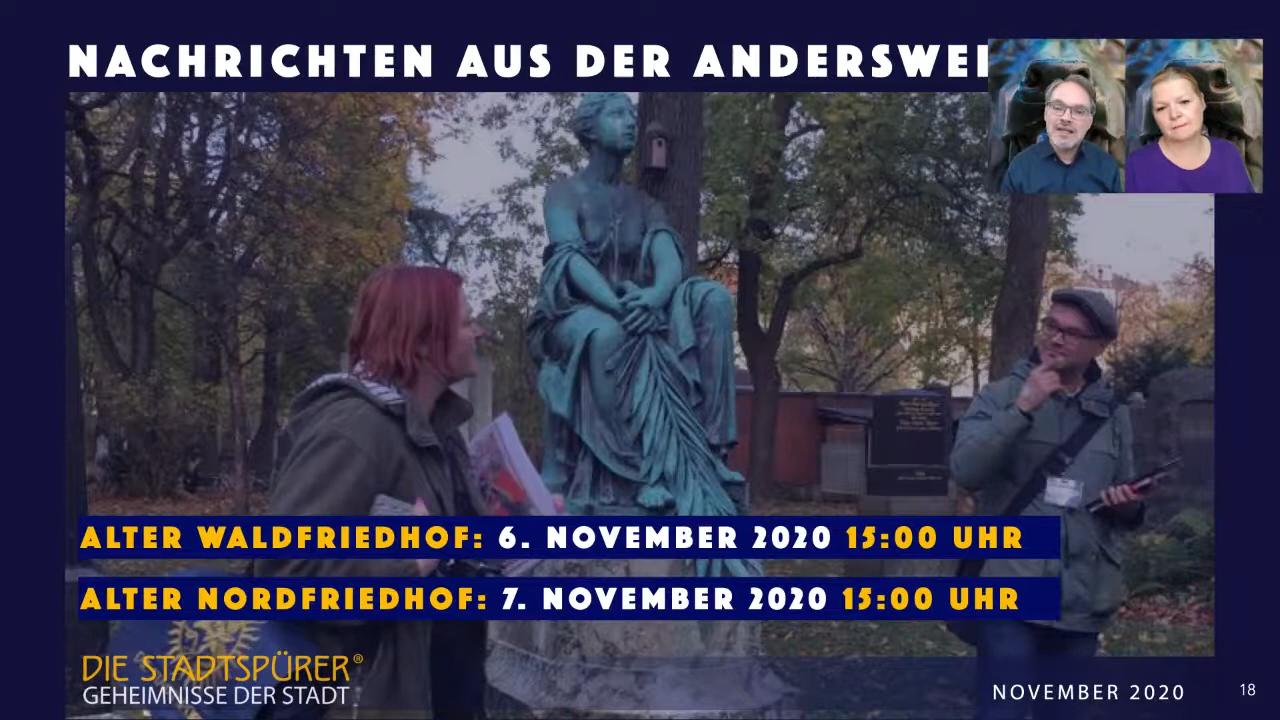 NACHRICHTEN AUS DER
ALTER WALDFRIEDHOF: 6. NOVEMBER 2020 15:00 UHR
ALTER NORDFRIEDHOF: 7. NOVEMBER 2020 15:00 UHR
DIE STADTSPÜRER®
GEHEIMNISSE DER STADT
NOVEMBER 2020
18